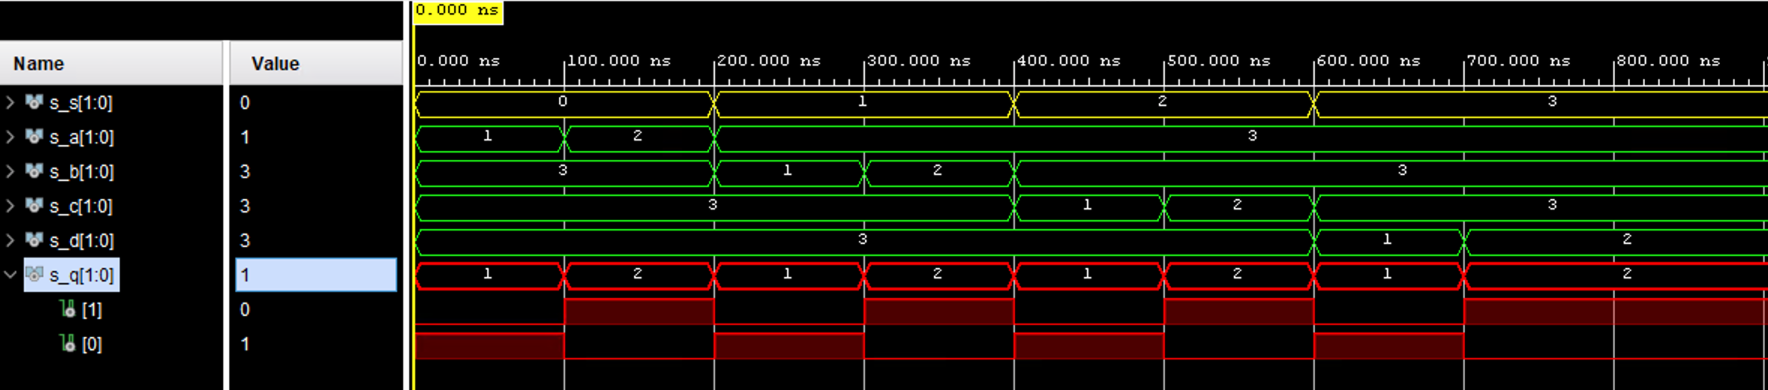 0.000 ns
Name Value 0.000 ns 100.000 ns 200.000 ns 300.000 ns 400.000 ns 500.000 ns 600.000 ns 700.000 ns 800.000 ns
s_s[1:0] 0 0 1 2 3
s_a[1:0] 1 1 2 3
s_b[1:0] 3 3 1 2 3
s_c[1:0] 3 3 1 2 3
s_d[1:0] 3 3 1 2
s_q[1:0] 1 1 2 1 2 1 2 1 2
[1] 0
[0] 1